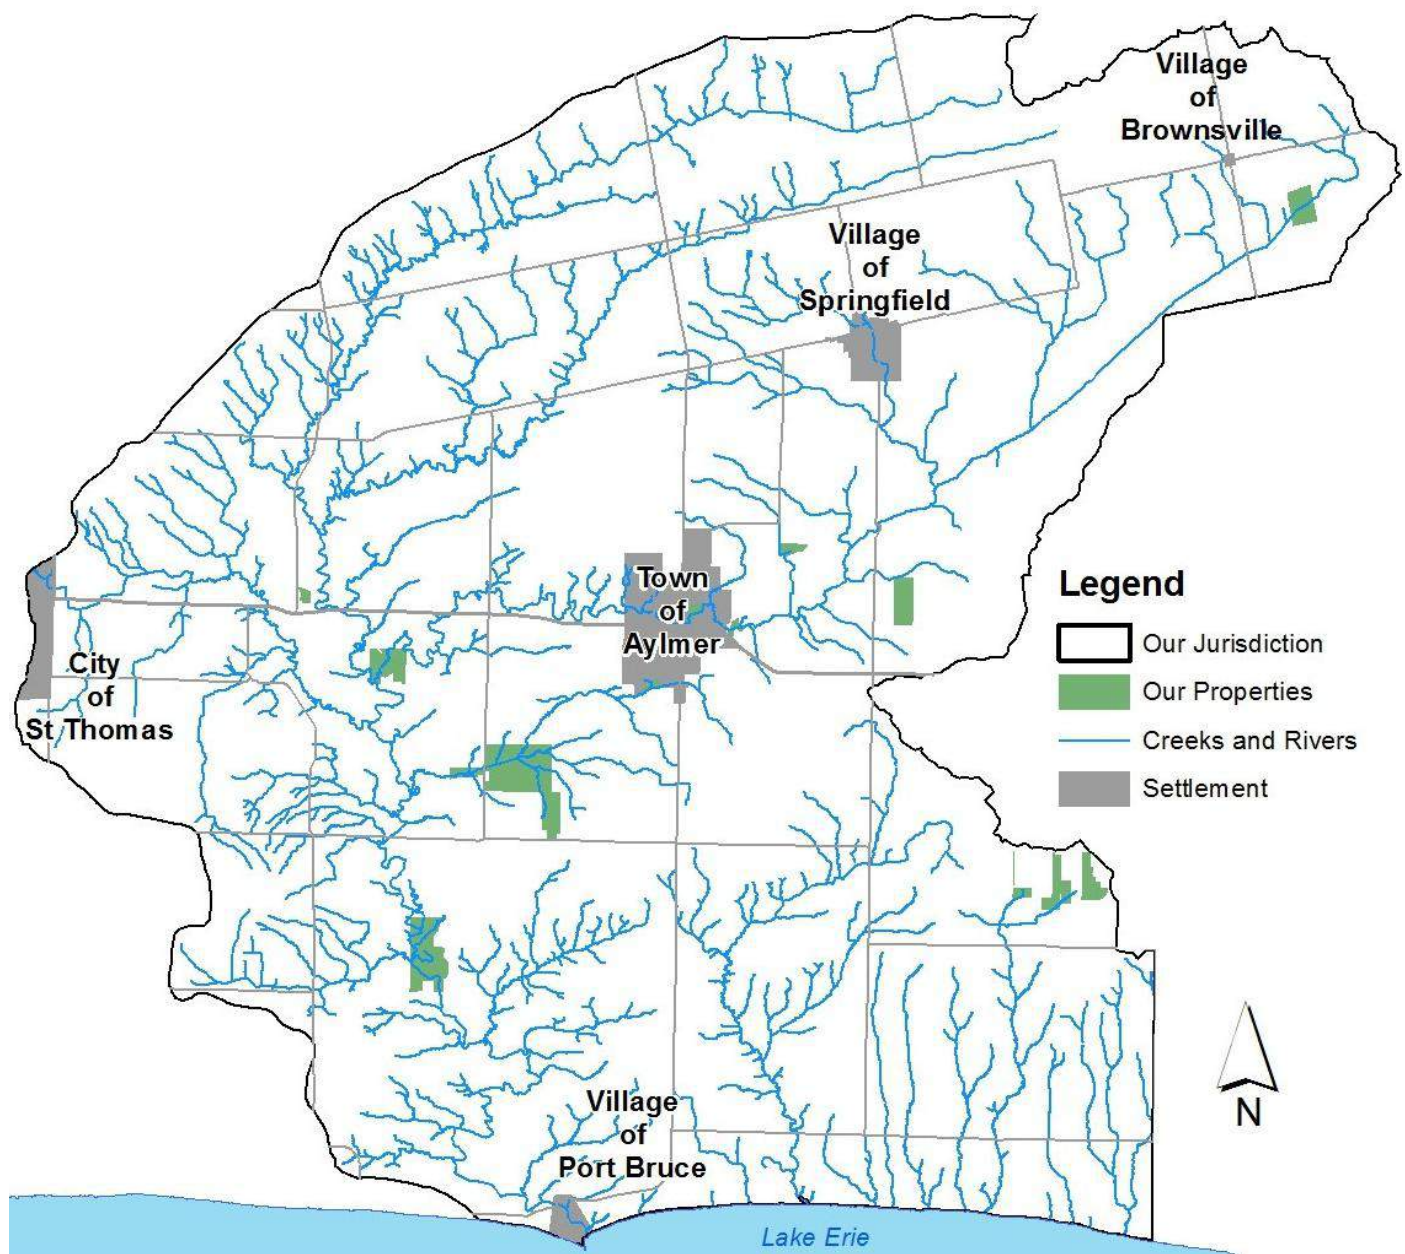 Village
of
Brownsville
Village
of
Springfield
Town
of
Aylmer
City
of
St Thomas
Legend
Our Jurisdiction
Our Properties
Creeks and Rivers
Settlement
N
Village
of
Port Bruce
Lake Erie